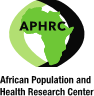 APHRC
African Population and
Health Research Center